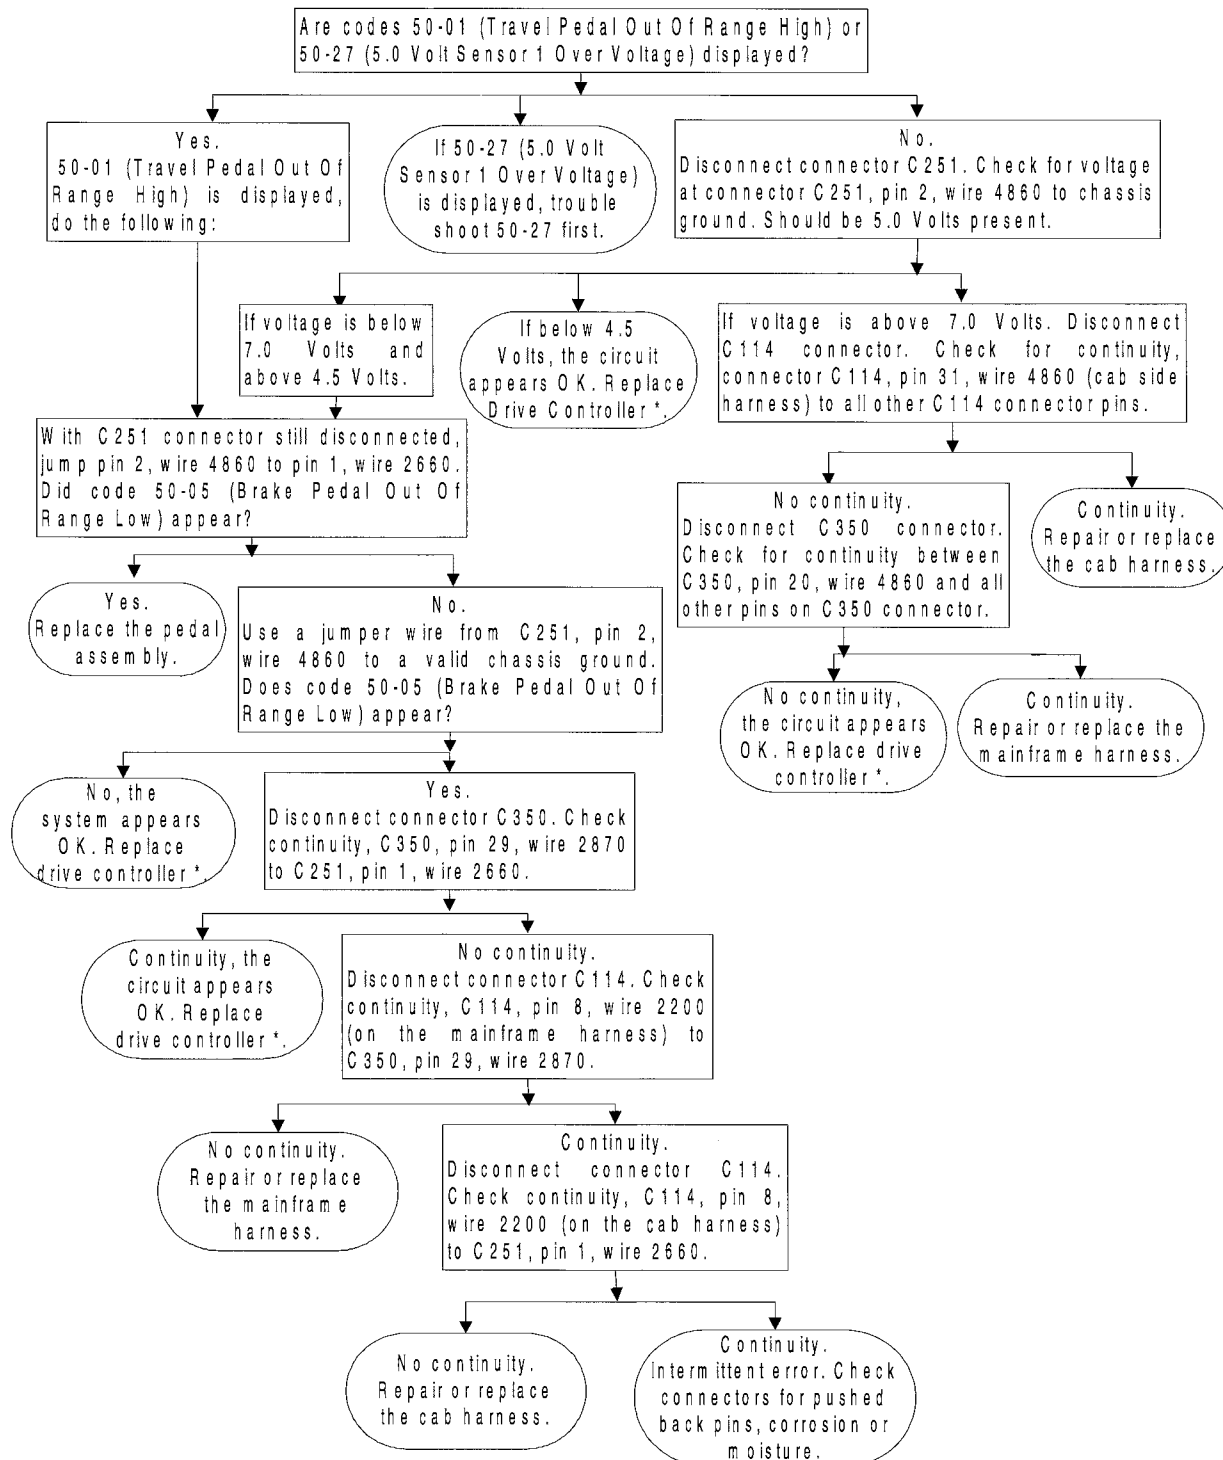 Are codes 50-01 (Travel Pedal Out Of Range High) or
50-27 (5.0 Volt Sensor 1 Over Voltage) displayed?
Yes.
50-01 (Travel Pedal Out Of
Range High) is displayed,
do the following:
If 50-27 (5.0 Volt
Sensor 1 Over Voltage)
is displayed, trouble
shoot 50-27 first.
No.
Disconnect connector C251. Check for voltage
at connector C251, pin 2, wire 4860 to chassis
ground. Should be 5.0 Volts present.
If voltage is below
7.0 Volts and
above 4.5 Volts.
If below 4.5
Volts, the circuit
appears OK. Replace
Drive Controller *.
If voltage is above 7.0 Volts. Disconnect
C114 connector. Check for continuity,
connector C114, pin 31, wire 4860 (cab side
harness) to all other C114 connector pins.
With C251 connector still disconnected,
jump pin 2, wire 4860 to pin 1, wire 2660.
Did code 50-05 (Brake Pedal Out Of
Range Low) appear?
No continuity.
Disconnect C350 connector.
Check for continuity between
C350, pin 20, wire 4860 and all
other pins on C350 connector.
Continuity.
Repair or replace
the cab harness.
Yes.
Replace the pedal
assembly.
No.
Use a jumper wire from C251, pin 2,
wire 4860 to a valid chassis ground.
Does code 50-05 (Brake Pedal Out Of
Range Low) appear?
No continuity,
the circuit appears
OK. Replace drive
controller *.
Continuity.
Repair or replace the
mainframe harness.
No, the
system appears
OK. Replace
drive controller *.
Yes.
Disconnect connector C350. Check
continuity, C350, pin 29, wire 2870
to C251, pin 1, wire 2660.
Continuity, the
circuit appears
OK. Replace
drive controller *.
No continuity.
Disconnect connector C114. Check
continuity, C114, pin 8, wire 2200
(on the mainframe harness) to
C350, pin 29, wire 2870.
No continuity.
Repair or replace
the mainframe
harness.
Continuity.
Disconnect connector C114.
Check continuity, C114, pin 8,
wire 2200 (on the cab harness)
to C251, pin 1, wire 2660.
No continuity.
Repair or replace
the cab harness.
Continuity.
Intermittent error. Check
connectors for pushed
back pins, corrosion or
moisture.